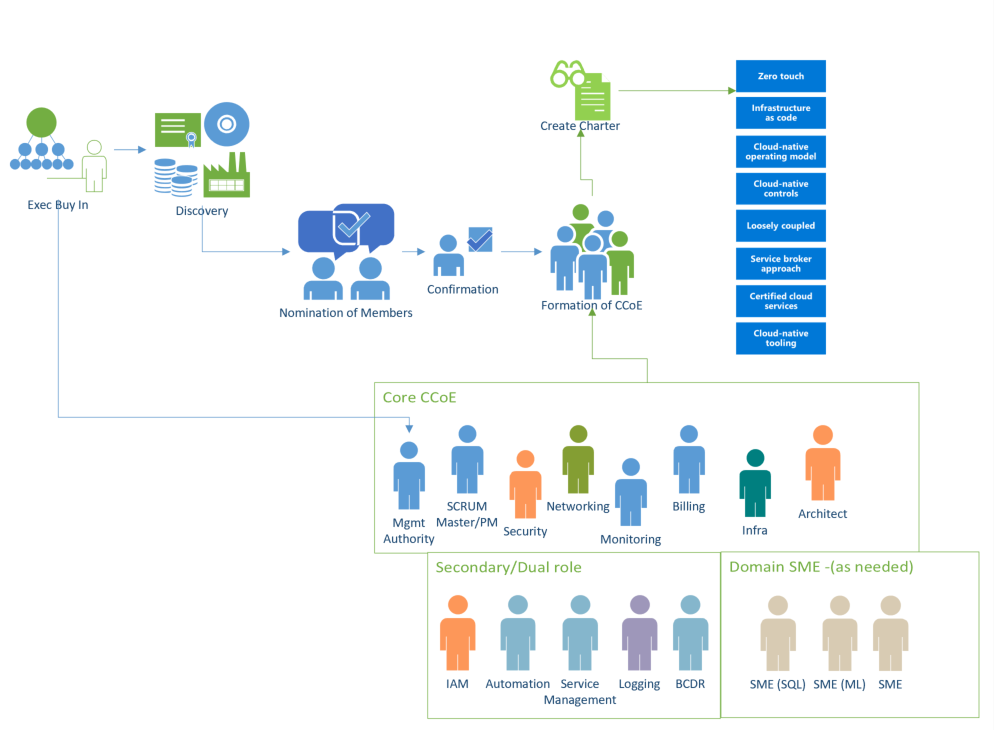 Exec Buy In
Discovery
Nomination of Members
Confirmation
Formation of CCoE
Create Charter
Zero touch
Infrastructure
as code
Cloud-native
operating model
Cloud-native
controls
Loosely coupled
Service broker
approach
Certified cloud
services
Cloud-native
tooling
Core CCoE
Mgmt
Authority
SCRUM
Master/PM
Security
Networking
Monitoring
Billing
Infra
Architect
Secondary/Dual role
IAM
Automation
Service
Management
Logging
BCDR
Domain SME -(as needed)
SME (SQL)
SME (ML)
SME